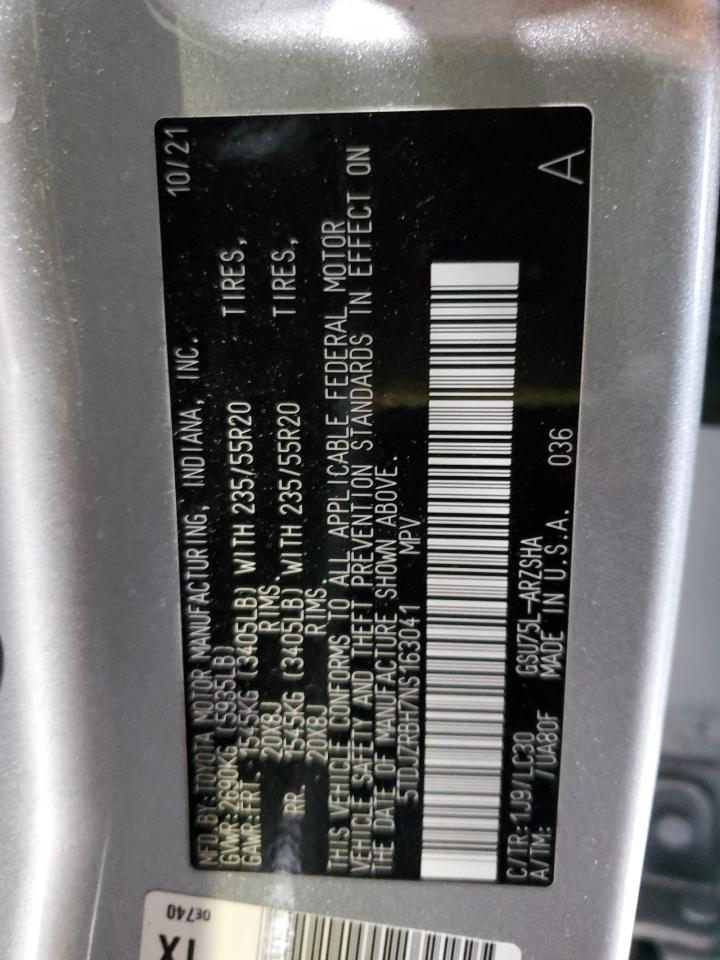 MFD.BY:TOYOTA MOTOR MANUFACTURING, INDIANA, INC. 10/21
GVWR:2690KG (5935LB)
GAWR:FRT. 1545KG (3405LB) WITH 235/55R20 TIRES,
20X8J RIMS.
RR. 1545KG (3405LB) WITH 235/55R20 TIRES,
20X8J RIMS.
THIS VEHICLE CONFORMS TO ALL APPLICABLE FEDERAL MOTOR
VEHICLE SAFETY AND THEFT PREVENTION STANDARDS IN EFFECT ON
THE DATE OF MANUFACTURE SHOWN ABOVE.
5TDJZRBH7NS163041 MPV
C/TR:1J9/LC30 GSU75L-ARZSHA
A/TM: /UA80F MADE IN U.S.A. 036 A
0E740